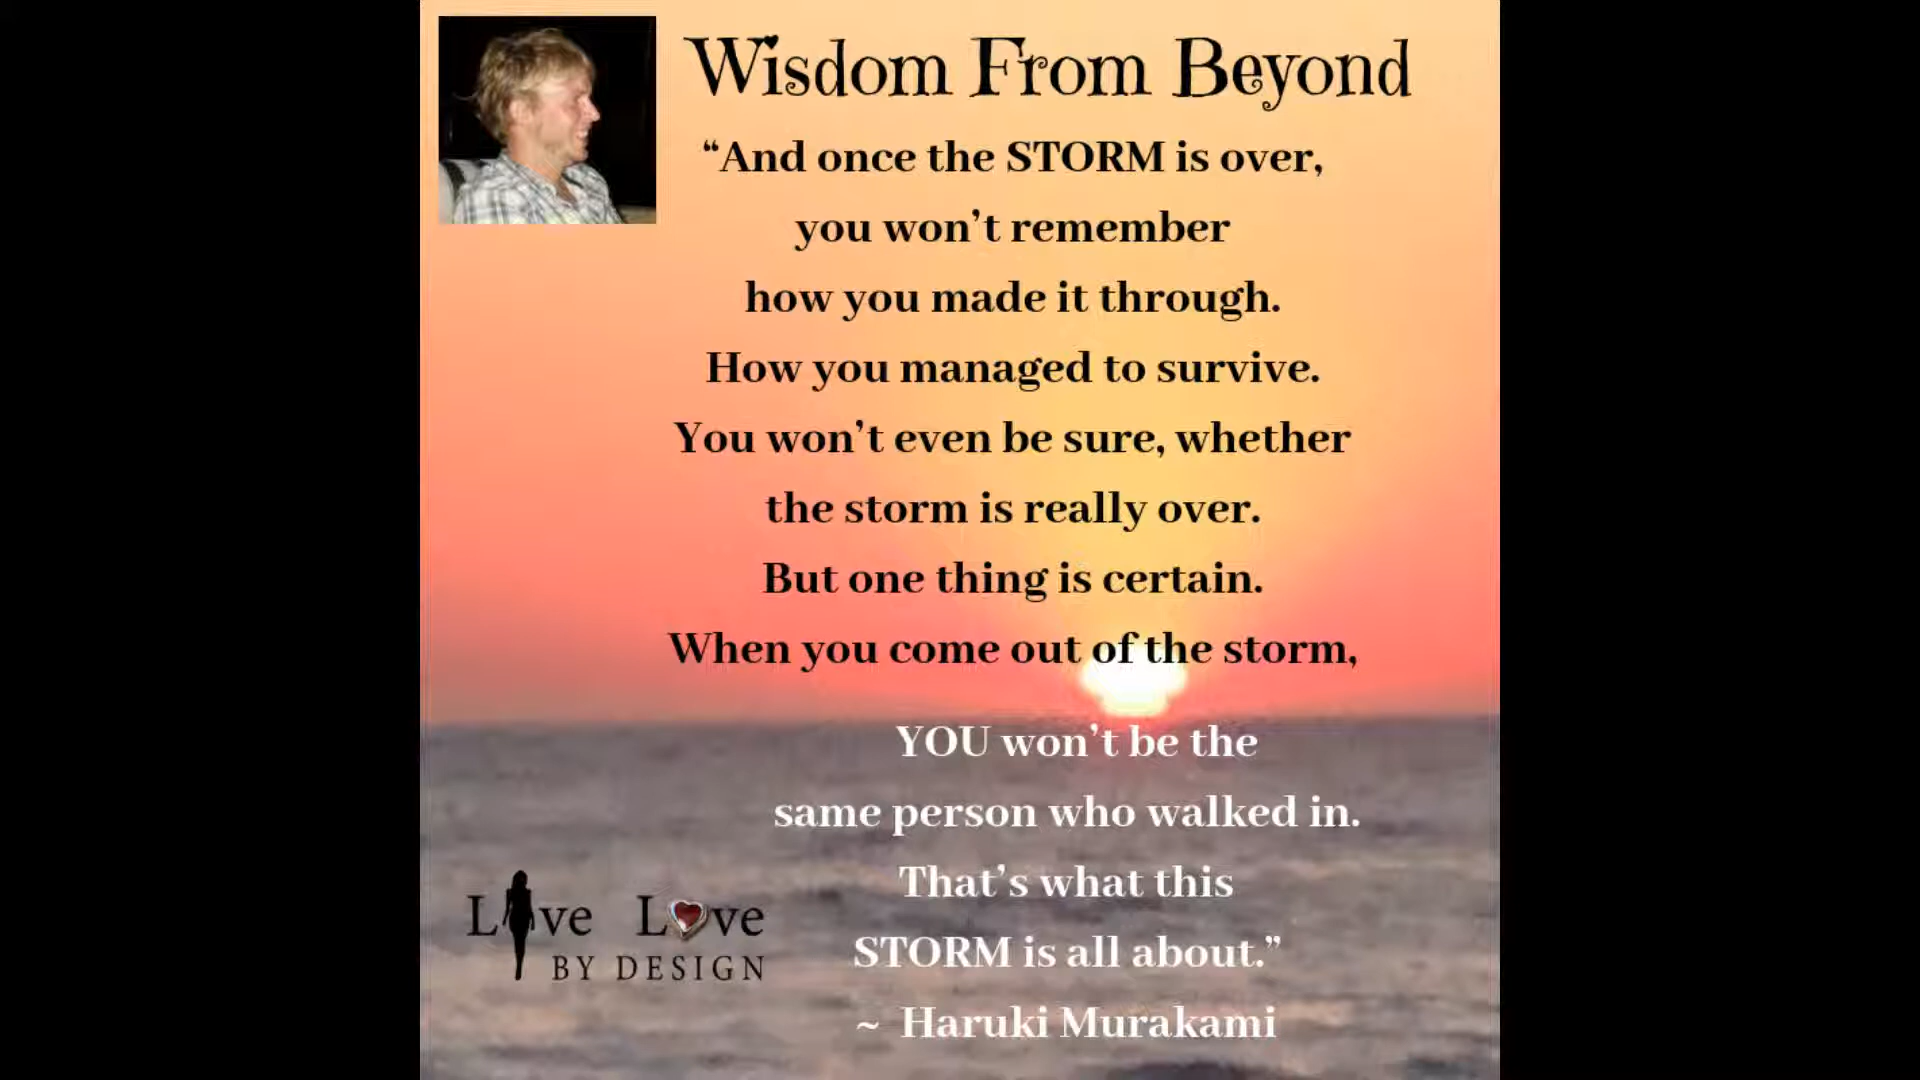 Wisdom From Beyond
“And once the STORM is over,
you won’t remember
how you made it through.
How you managed to survive.
You won’t even be sure, whether
the storm is really over.
But one thing is certain.
When you come out of the storm,
YOU won’t be the
same person who walked in.
That’s what this
STORM is all about.”
~ Haruki Murakami
Live Love
BY DESIGN